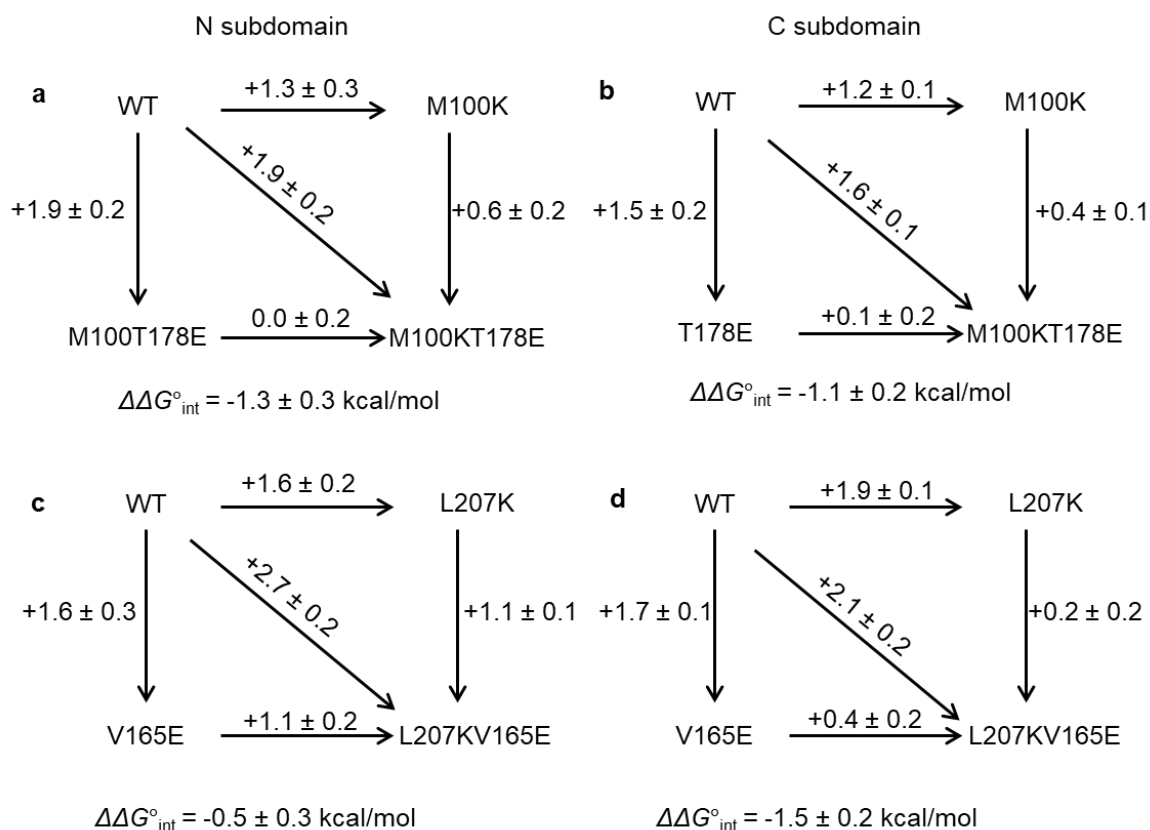 N subdomain
C subdomain
a
WT
+1.3 ± 0.3
M100K
+1.9 ± 0.2
+1.9 ± 0.2
+0.6 ± 0.2
M100T178E
0.0 ± 0.2
M100KT178E
ΔΔG°int = -1.3 ± 0.3 kcal/mol
b
WT
+1.2 ± 0.1
M100K
+1.5 ± 0.2
+1.6 ± 0.1
+0.4 ± 0.1
T178E
+0.1 ± 0.2
M100KT178E
ΔΔG°int = -1.1 ± 0.2 kcal/mol
c
WT
+1.6 ± 0.2
L207K
+1.6 ± 0.3
+2.7 ± 0.2
+1.1 ± 0.1
V165E
+1.1 ± 0.2
L207KV165E
ΔΔG°int = -0.5 ± 0.3 kcal/mol
d
WT
+1.9 ± 0.1
L207K
+1.7 ± 0.1
+2.1 ± 0.2
+0.2 ± 0.2
V165E
+0.4 ± 0.2
L207KV165E
ΔΔG°int = -1.5 ± 0.2 kcal/mol